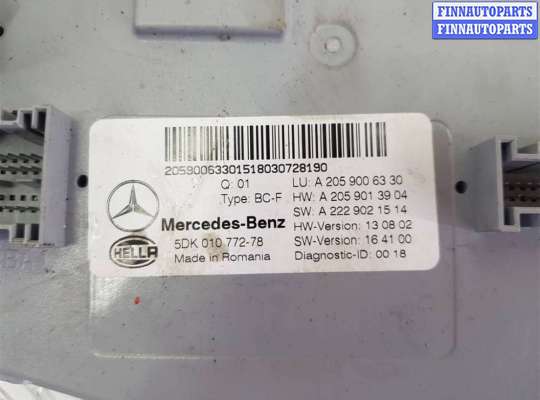 FINNAUTOPARTS
FINNAUTOPARTS
20590063301518030728190
Q: 01 LU: A 205 900 63 30
Type: BC-F HW: A 205 901 39 04
SW: A 222 902 15 14
Mercedes-Benz HW-Version: 13 08 02
HELLA 5DK 010 772-78 SW-Version: 16 41 00
Made in Romania Diagnostic-ID: 00 18